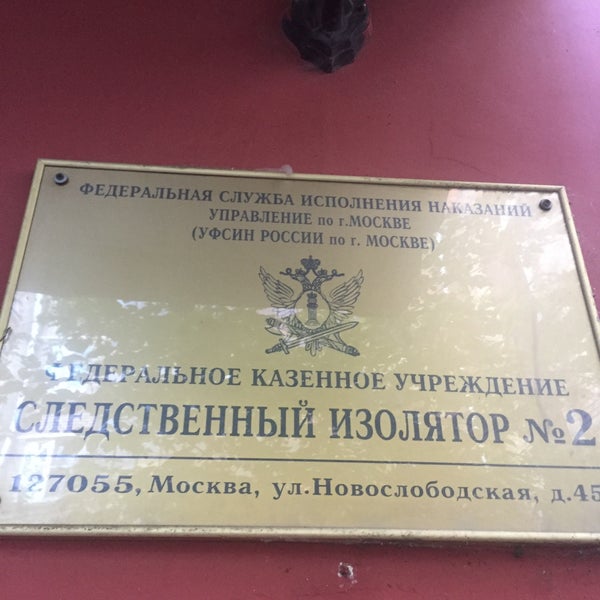 ФЕДЕРАЛЬНАЯ СЛУЖБА ИСПОЛНЕНИЯ НАКАЗАНИЙ
УПРАВЛЕНИЕ по г.МОСКВЕ
(УФСИН РОССИИ по г. МОСКВЕ)
ФЕДЕРАЛЬНОЕ КАЗЕННОЕ УЧРЕЖДЕНИЕ
СЛЕДСТВЕННЫЙ ИЗОЛЯТОР №2
127055, Москва, ул.Новослободская, д.45